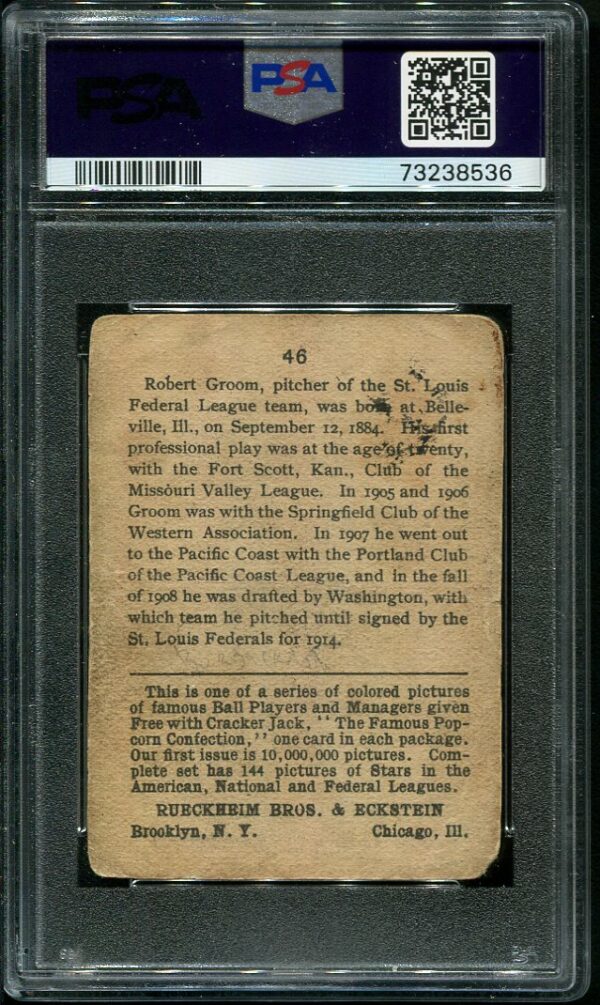 PSA
PSA
73238536
46
Robert Groom, pitcher of the St. Louis
Federal League team, was born at Belle-
ville, Ill., on September 12, 1884. His first
professional play was at the age of twenty,
with the Fort Scott, Kan., Club of the
Missouri Valley League. In 1905 and 1906
Groom was with the Springfield Club of the
Western Association. In 1907 he went out
to the Pacific Coast with the Portland Club
of the Pacific Coast League, and in the fall
of 1908 he was drafted by Washington, with
which team he pitched until signed by the
St. Louis Federals for 1914.
This is one of a series of colored pictures
of famous Ball Players and Managers given
Free with Cracker Jack, "The Famous Pop-
corn Confection," one card in each package.
Our first issue is 10,000,000 pictures. Com-
plete set has 144 pictures of Stars in the
American, National and Federal Leagues.
RUECKHEIM BROS. & ECKSTEIN
Brooklyn, N. Y. Chicago, Ill.